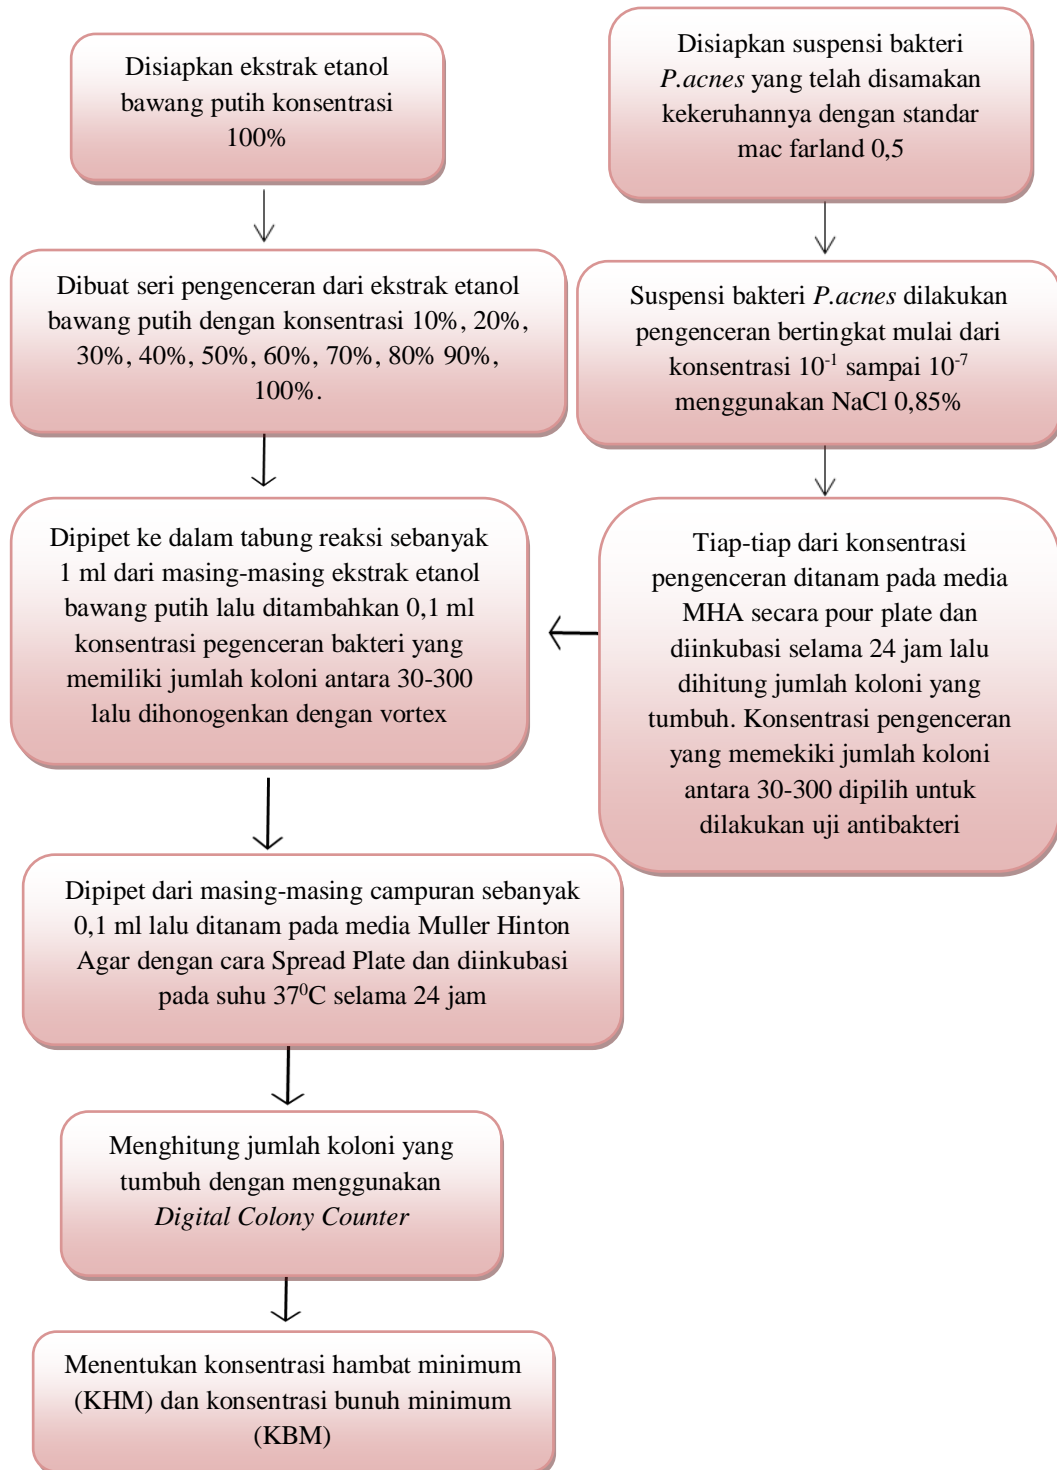 Disiapkan ekstrak etanol
bawang putih konsentrasi
100%
Disiapkan suspensi bakteri
P.acnes yang telah disamakan
kekeruhannya dengan standar
mac farland 0,5
Dibuat seri pengenceran dari ekstrak etanol
bawang putih dengan konsentrasi 10%, 20%,
30%, 40%, 50%, 60%, 70%, 80% 90%,
100%.
Suspensi bakteri P.acnes dilakukan
pengenceran bertingkat mulai dari
konsentrasi 10⁻¹ sampai 10⁻⁷
menggunakan NaCl 0,85%
Dipipet ke dalam tabung reaksi sebanyak
1 ml dari masing-masing ekstrak etanol
bawang putih lalu ditambahkan 0,1 ml
konsentrasi pegenceran bakteri yang
memiliki jumlah koloni antara 30-300
lalu dihonogenkan dengan vortex
Tiap-tiap dari konsentrasi
pengenceran ditanam pada media
MHA secara pour plate dan
diinkubasi selama 24 jam lalu
dihitung jumlah koloni yang
tumbuh. Konsentrasi pengenceran
yang memekiki jumlah koloni
antara 30-300 dipilih untuk
dilakukan uji antibakteri
Dipipet dari masing-masing campuran sebanyak
0,1 ml lalu ditanam pada media Muller Hinton
Agar dengan cara Spread Plate dan diinkubasi
pada suhu 37⁰C selama 24 jam
Menghitung jumlah koloni yang
tumbuh dengan menggunakan
Digital Colony Counter
Menentukan konsentrasi hambat minimum
(KHM) dan konsentrasi bunuh minimum
(KBM)